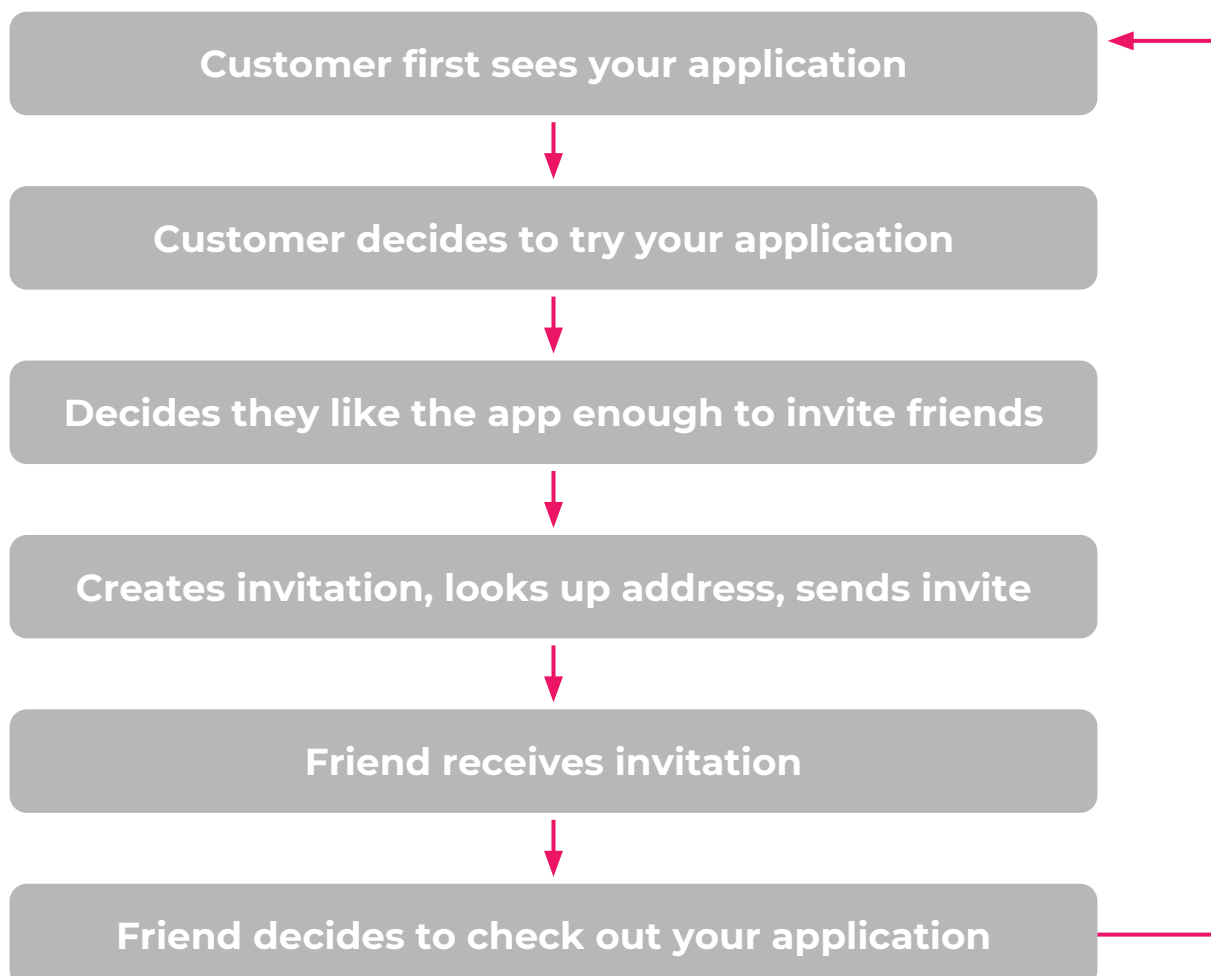 Customer first sees your application
Customer decides to try your application
Decides they like the app enough to invite friends
Creates invitation, looks up address, sends invite
Friend receives invitation
Friend decides to check out your application